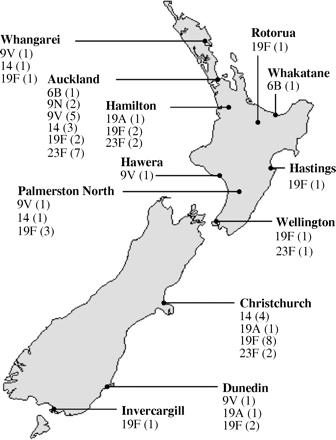 Whangarei
9V (1)
14 (1)
19F (1)
Rotorua
19F (1)
Whakatane
6B (1)
Auckland
6B (1)
9N (2)
9V (5)
14 (3)
19F (2)
23F (7)
Hamilton
19A (1)
19F (2)
23F (2)
Hawera
9V (1)
Hastings
19F (1)
Palmerston North
9V (1)
14 (1)
19F (3)
Wellington
19F (1)
23F (1)
Christchurch
14 (4)
19A (1)
19F (8)
23F (2)
Dunedin
9V (1)
19A (1)
19F (2)
Invercargill
19F (1)